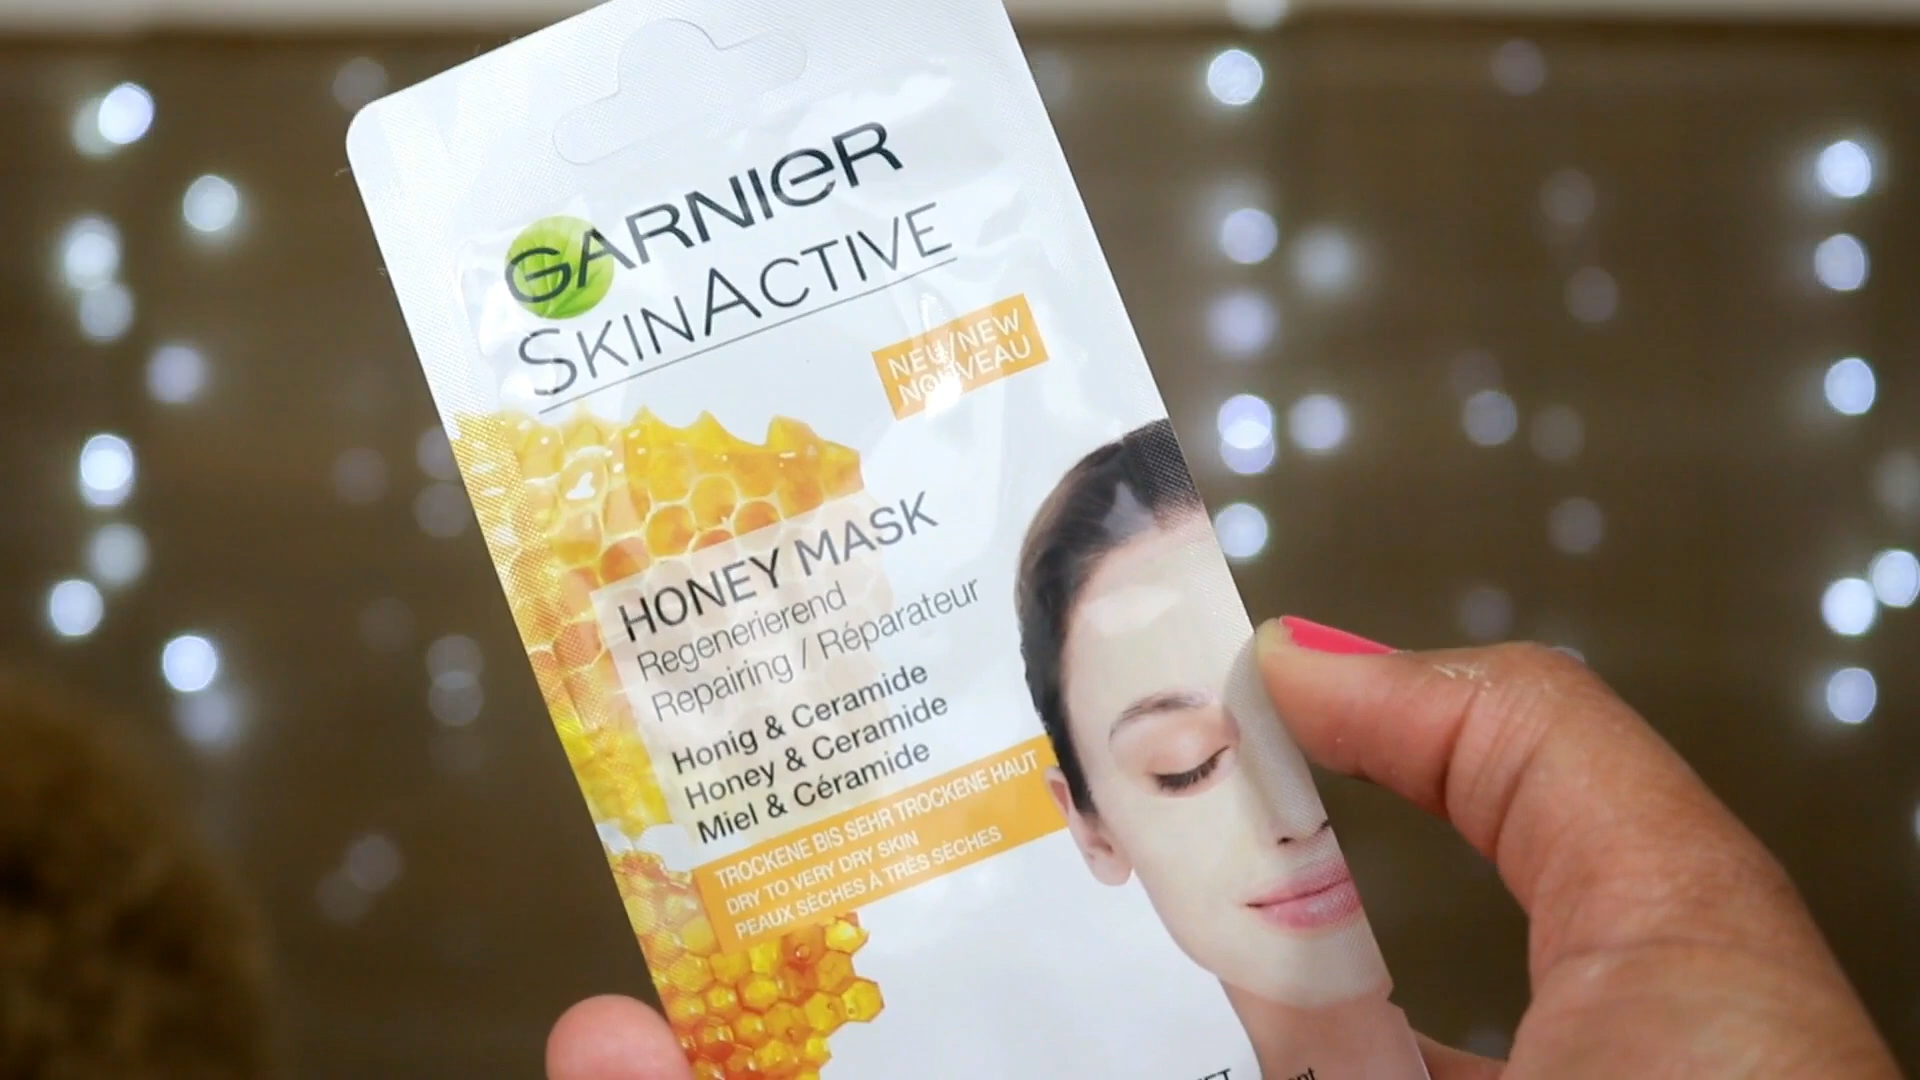 GARNIER
SKINACTIVE
NEU/NEW
NOUVEAU
HONEY MASK
Regenerierend
Repairing / Réparateur
Honig & Ceramide
Honey & Ceramide
Miel & Céramide
TROCKENE BIS SEHR TROCKENE HAUT
DRY TO VERY DRY SKIN
PEAUX SÈCHES À TRÈS SÈCHES